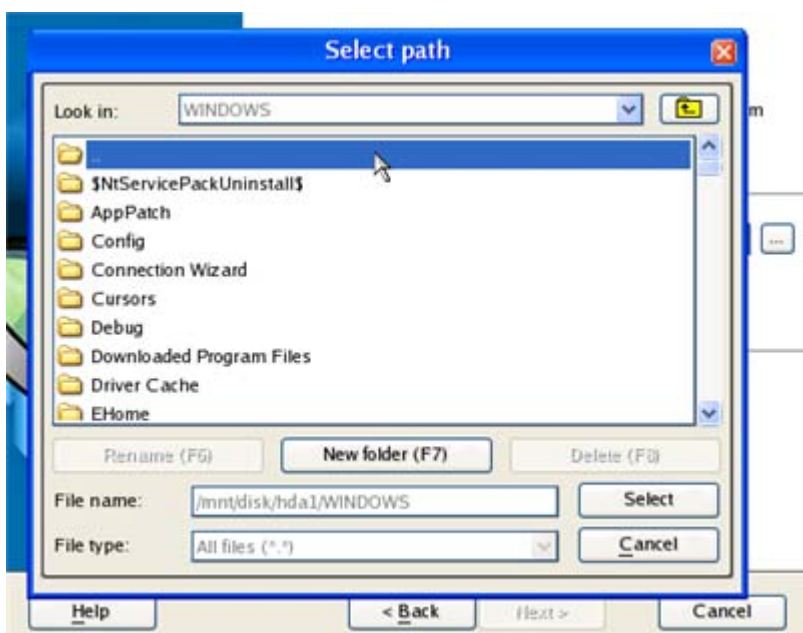 Select path
Look in: WINDOWS
m
..
$NtServicePackUninstall$
AppPatch
Config
Connection Wizard
Cursors
Debug
Downloaded Program Files
Driver Cache
EHome
Rename (F6) New folder (F7) Delete (F8)
File name: /mnt/disk/hda1/WINDOWS Select
File type: All files (*.*) Cancel
Help < Back Next > Cancel
...